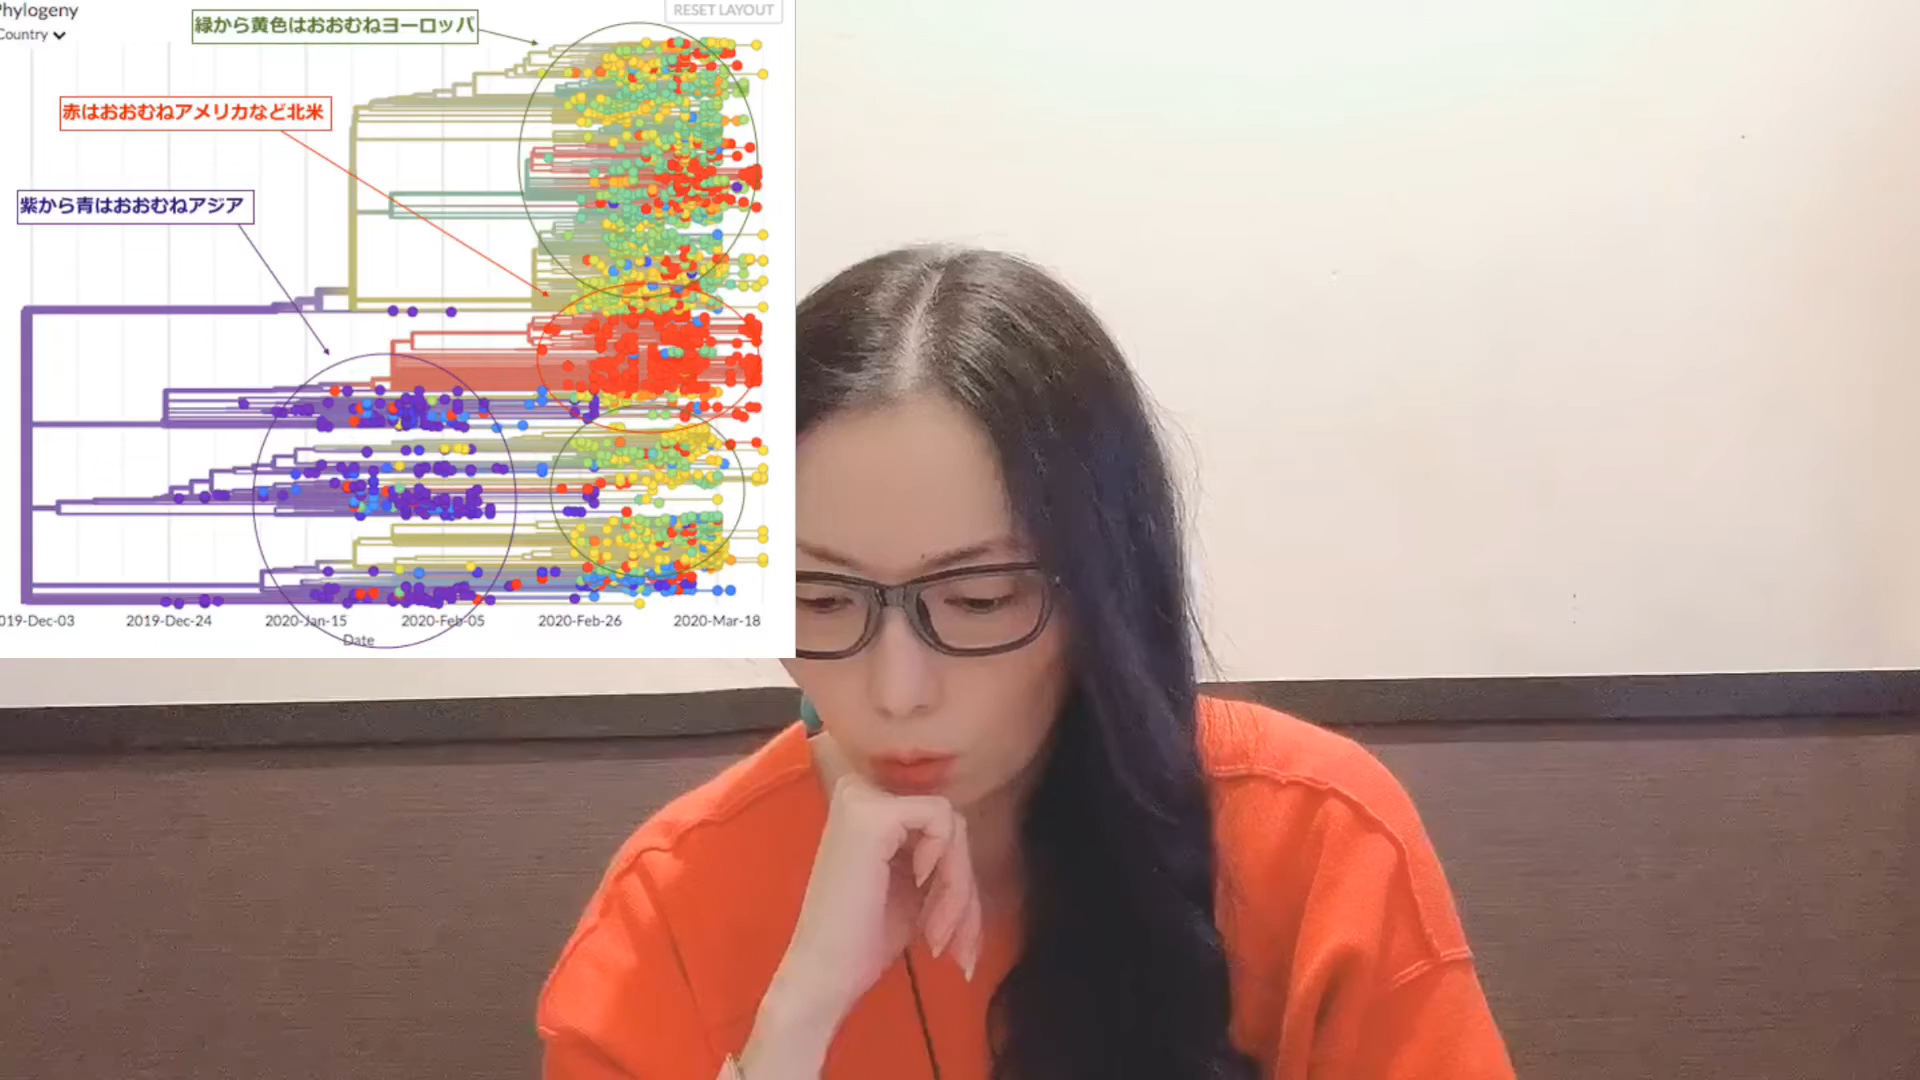 Phylogeny
RESET LAYOUT
Country
緑から黄色はおおむねヨーロッパ
赤はおおむねアメリカなど北米
紫から青はおおむねアジア
019-Dec-03 2019-Dec-24 2020-Jan-15 2020-Feb-05 2020-Feb-26 2020-Mar-18
Date